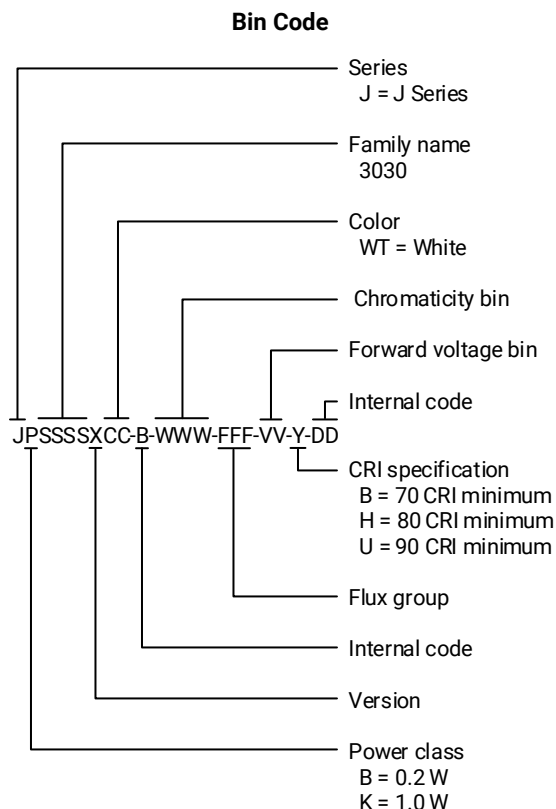 Bin Code
Series
J = J Series
Family name
3030
Color
WT = White
Chromaticity bin
Forward voltage bin
Internal code
JPSSSSXCC-B-WWW-FFF-VV-Y-DD
CRI specification
B = 70 CRI minimum
H = 80 CRI minimum
U = 90 CRI minimum
Flux group
Internal code
Version
Power class
B = 0.2 W
K = 1.0 W